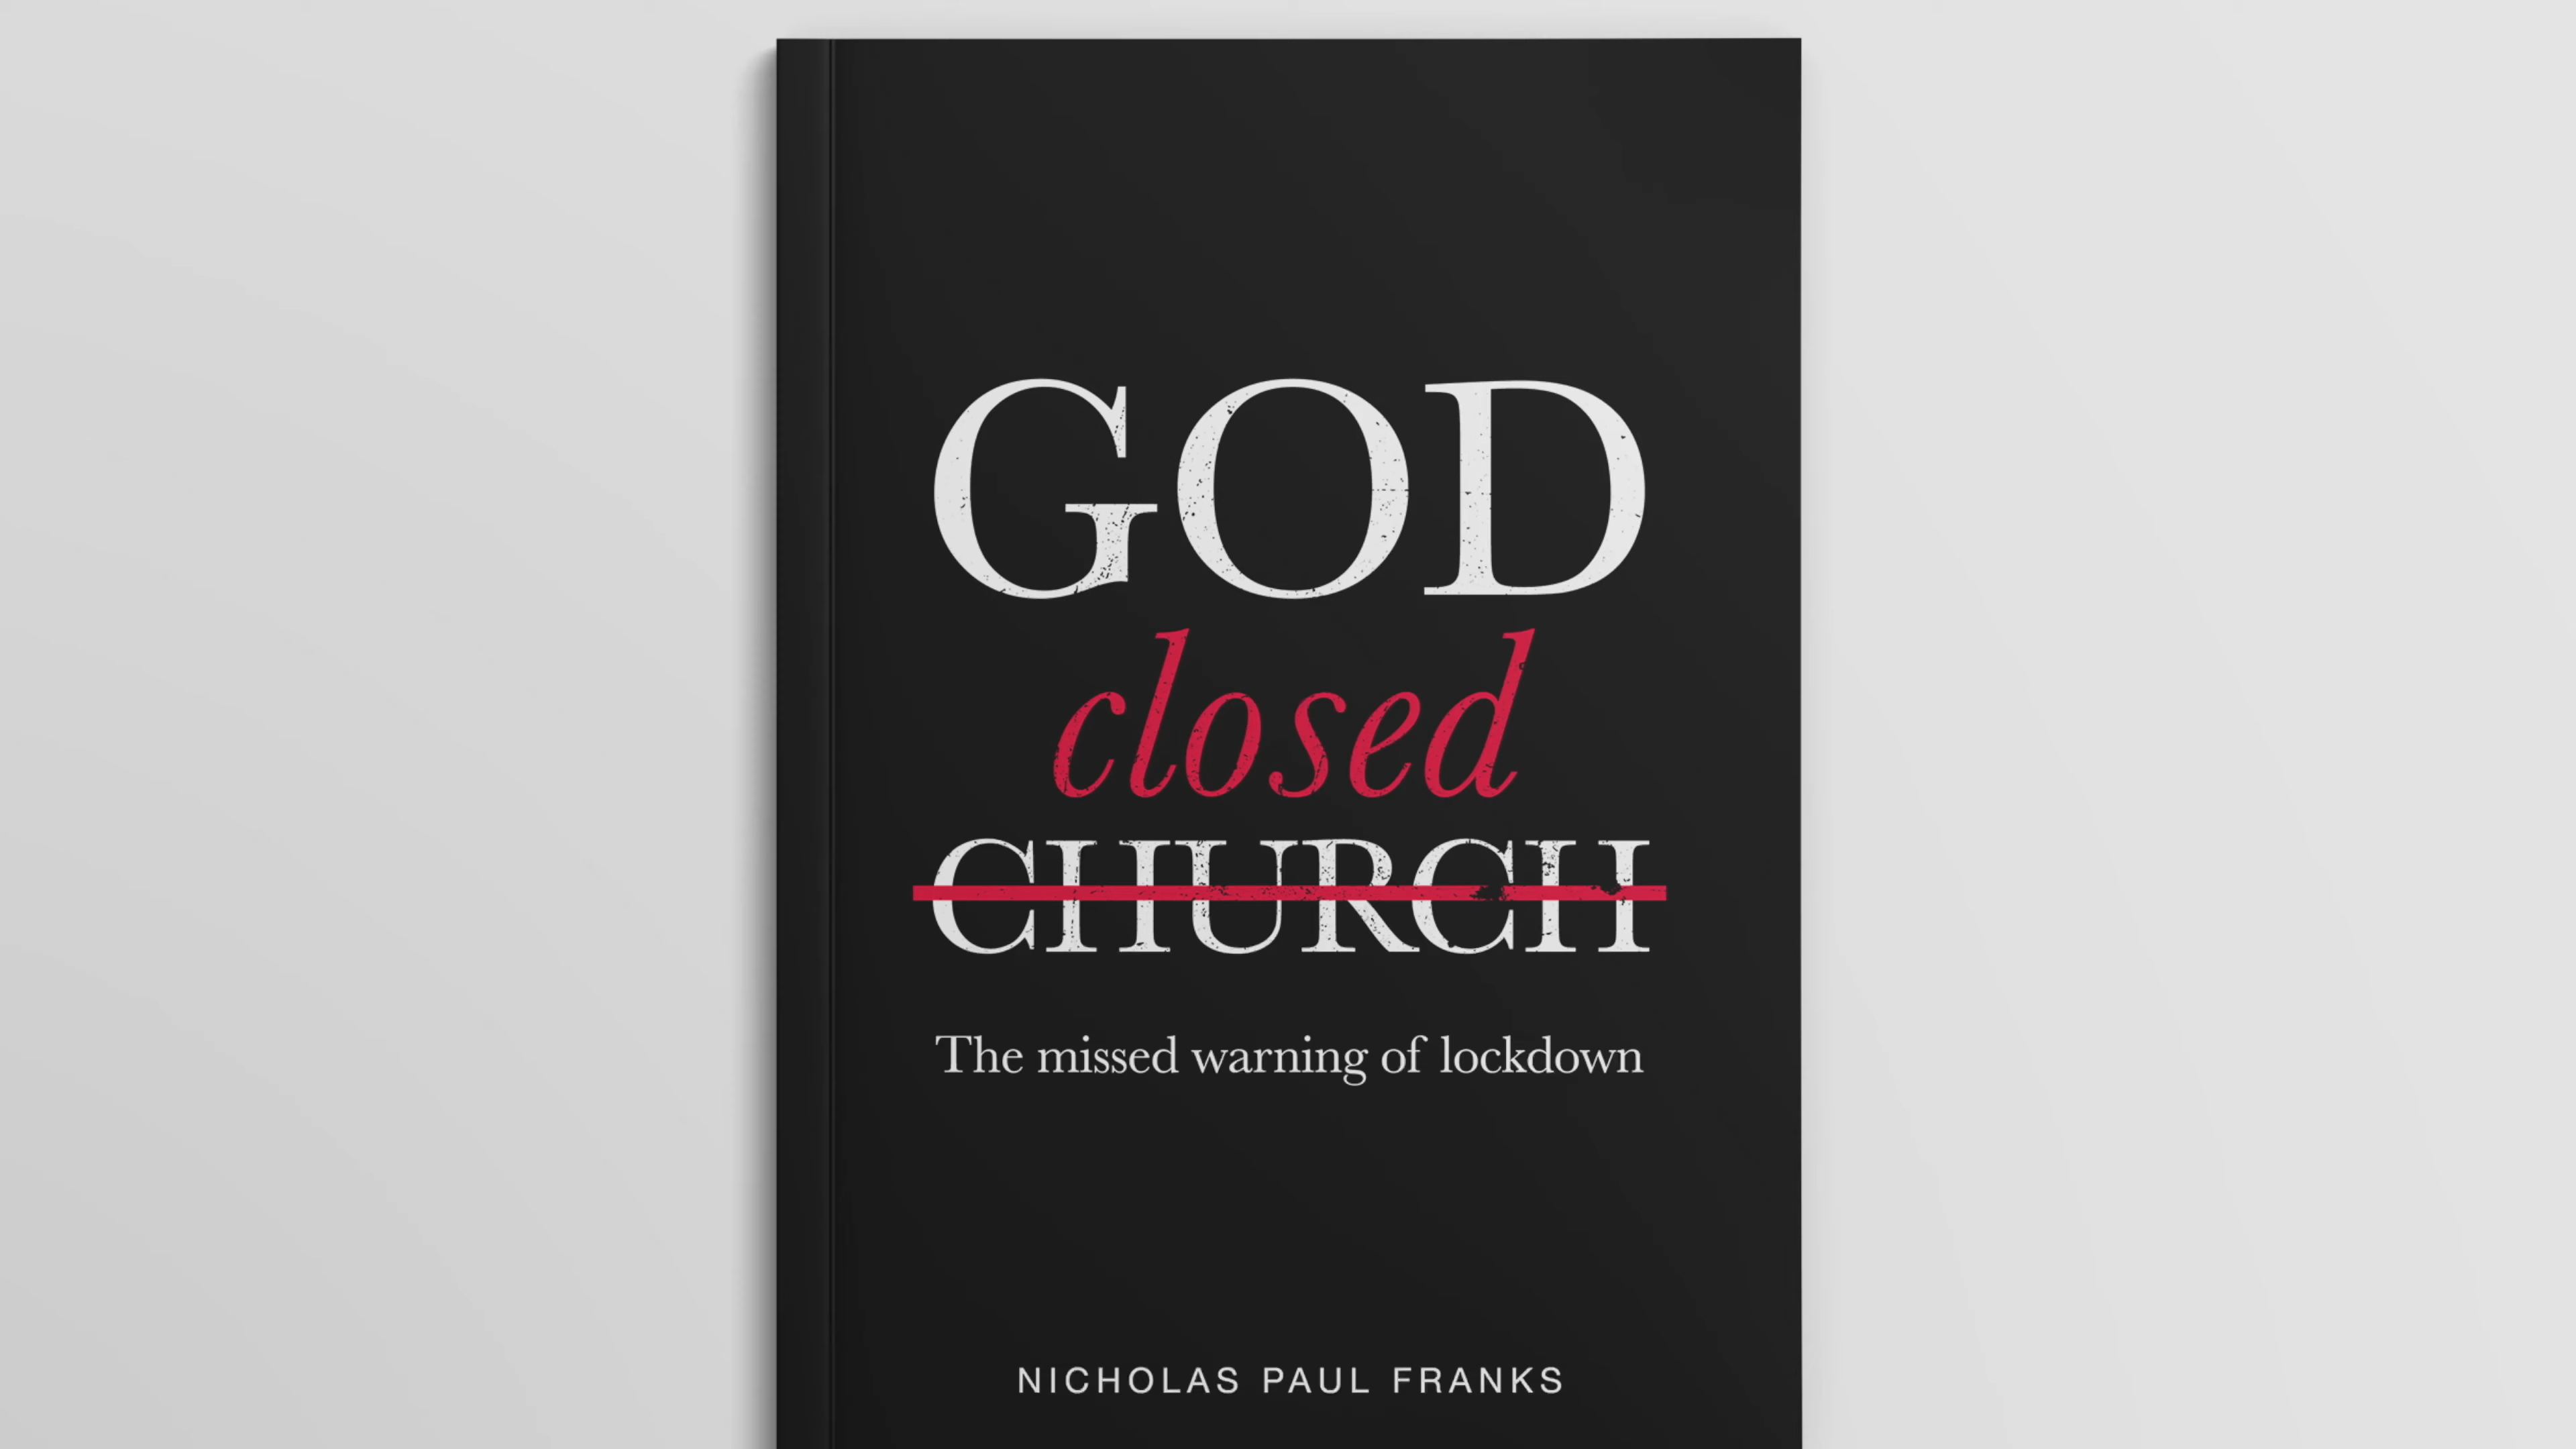 GOD
closed
CHURCH
The missed warning of lockdown
NICHOLAS PAUL FRANKS